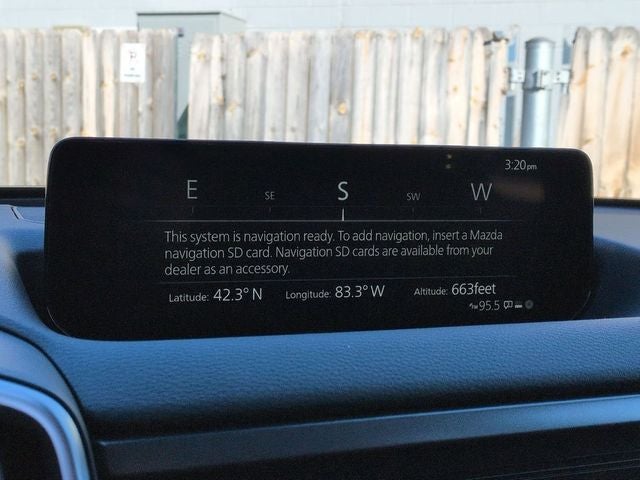 3:20pm
E SE S SW W
This system is navigation ready. To add navigation, insert a Mazda
navigation SD card. Navigation SD cards are available from your
dealer as an accessory.
Latitude: 42.3° N Longitude: 83.3° W Altitude: 663feet
95.5